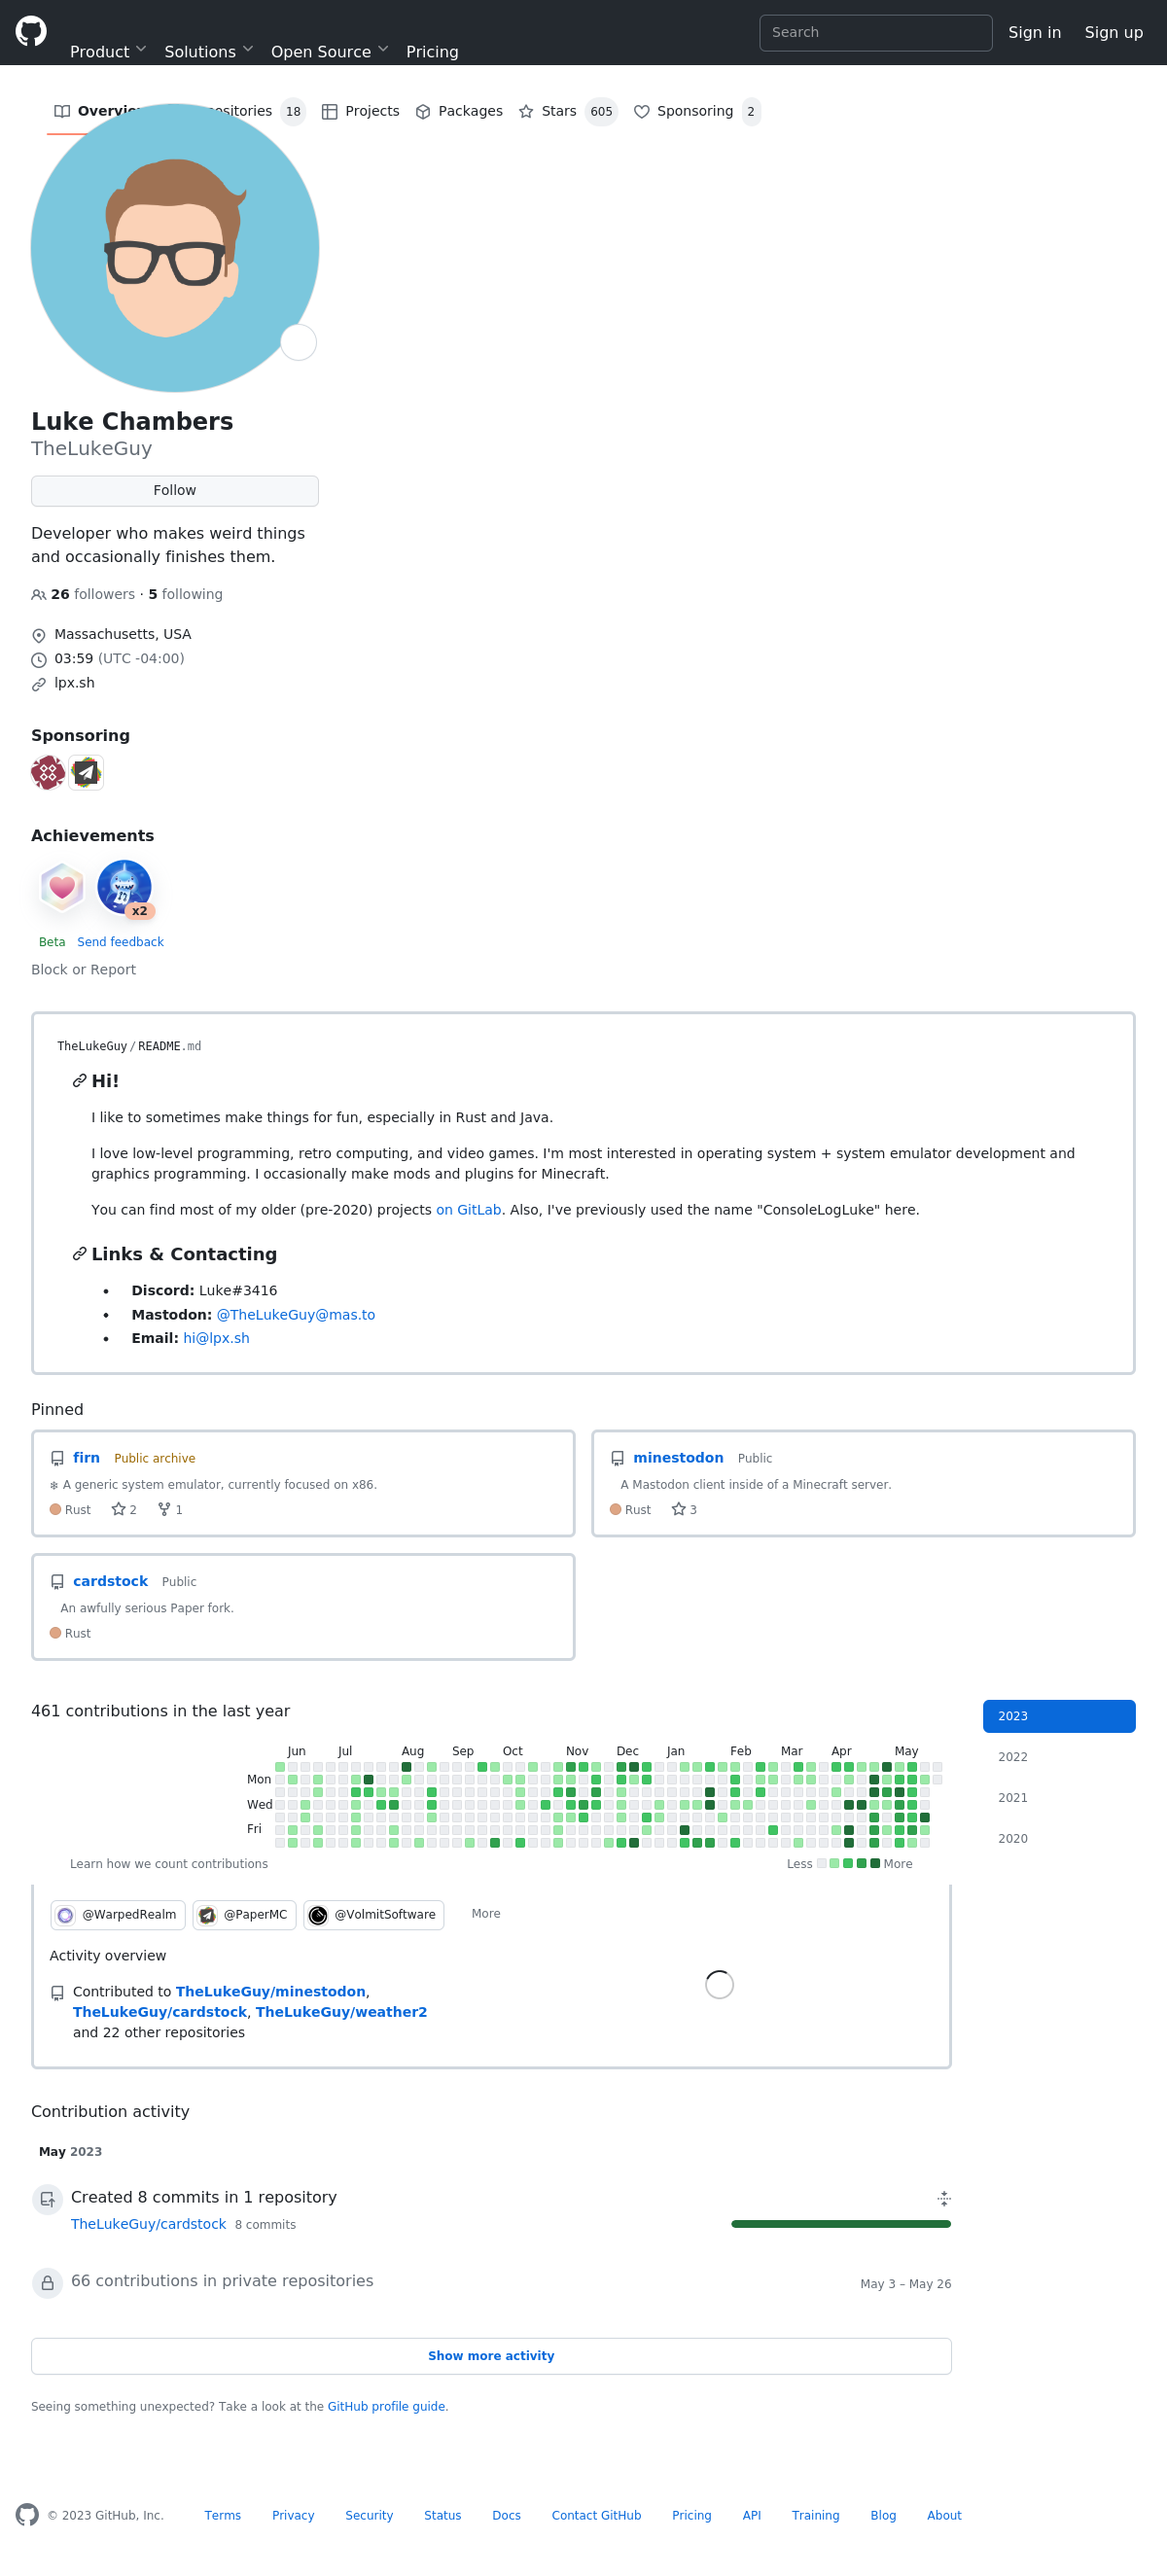 Product
Solutions
Open Source
Pricing
Search
Sign in
Sign up
Overview
18
Projects
Packages
Stars
605
Sponsoring
2
Luke Chambers
TheLukeGuy
Follow
Developer who makes weird things
and occasionally finishes them.
26 followers · 5 following
Massachusetts, USA
03:59 (UTC -04:00)
lpx.sh
Sponsoring
Achievements
x2
Beta Send feedback
Block or Report
TheLukeGuy/README.md
Hi!
I like to sometimes make things for fun, especially in Rust and Java.
I love low-level programming, retro computing, and video games. I'm most interested in operating system + system emulator development and
graphics programming. I occasionally make mods and plugins for Minecraft.
You can find most of my older (pre-2020) projects on GitLab. Also, I've previously used the name "ConsoleLogLuke" here.
Links & Contacting
• Discord: Luke#3416
• Mastodon: @TheLukeGuy@mas.to
• Email: hi@lpx.sh
Pinned
firn Public archive
❄ A generic system emulator, currently focused on x86.
Rust 2 1
minestodon Public
A Mastodon client inside of a Minecraft server.
Rust 3
cardstock Public
An awfully serious Paper fork.
Rust
461 contributions in the last year
2023
2022
2021
2020
Jun Jul Aug Sep Oct Nov Dec Jan Feb Mar Apr May
Mon
Wed
Fri
Learn how we count contributions
Less More
@WarpedRealm @PaperMC @VolmitSoftware More
Activity overview
Contributed to TheLukeGuy/minestodon,
TheLukeGuy/cardstock, TheLukeGuy/weather2
and 22 other repositories
Contribution activity
May 2023
Created 8 commits in 1 repository
TheLukeGuy/cardstock 8 commits
66 contributions in private repositories
May 3 – May 26
Show more activity
Seeing something unexpected? Take a look at the GitHub profile guide.
© 2023 GitHub, Inc.
Terms
Privacy
Security
Status
Docs
Contact GitHub
Pricing
API
Training
Blog
About